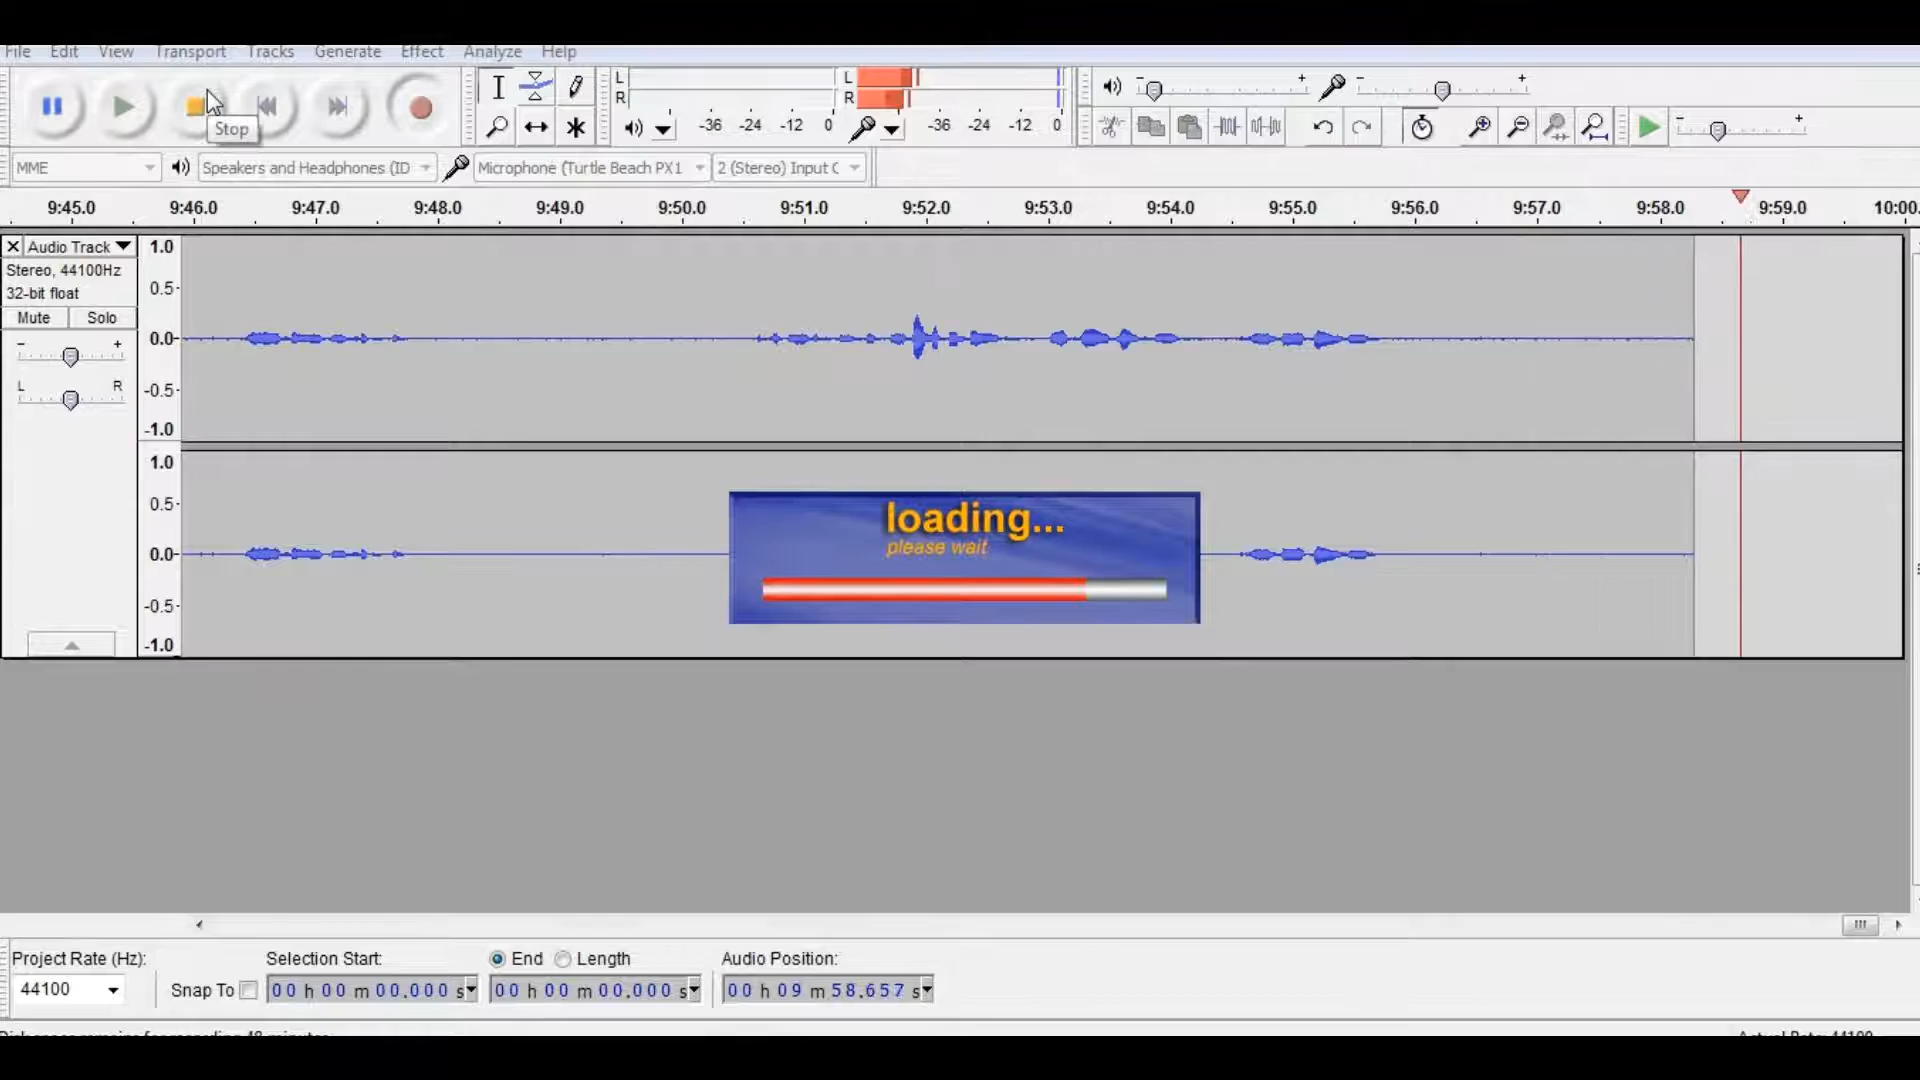 File Edit View Transport Tracks Generate Effect Analyze Help
Stop
L
R
-36 -24 -12 0
L
R
-36 -24 -12 0
- +
- +
- +
MME
Speakers and Headphones (ID
Microphone (Turtle Beach PX1
2 (Stereo) Input C
9:45.0 9:46.0 9:47.0 9:48.0 9:49.0 9:50.0 9:51.0 9:52.0 9:53.0 9:54.0 9:55.0 9:56.0 9:57.0 9:58.0 9:59.0 10:00.
Audio Track
Stereo, 44100Hz
32-bit float
Mute Solo
- +
L R
1.0
0.5
0.0
-0.5
-1.0
1.0
0.5
0.0
-0.5
-1.0
loading...
please wait
Project Rate (Hz):
44100
Snap To
Selection Start:
00 h 00 m 00.000 s
End Length
00 h 00 m 00.000 s
Audio Position:
00 h 09 m 58.657 s